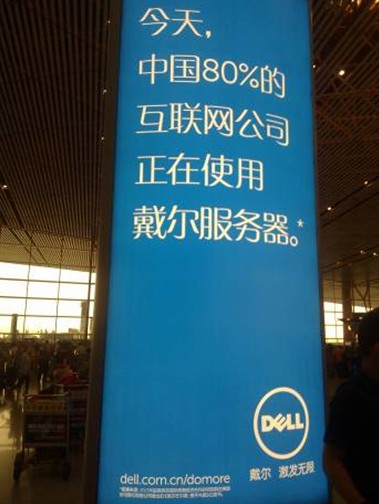 今天，
中国80%的
互联网公司
正在使用
戴尔服务器。*
DELL
dell.com.cn/domore
戴尔 激发无限